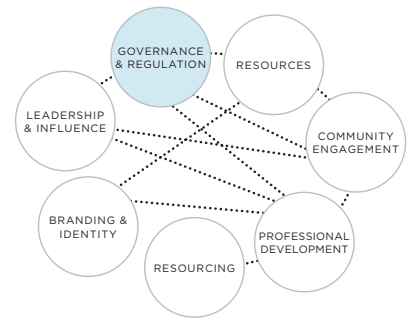 GOVERNANCE
& REGULATION
RESOURCES
LEADERSHIP
& INFLUENCE
COMMUNITY
ENGAGEMENT
BRANDING &
IDENTITY
PROFESSIONAL
DEVELOPMENT
RESOURCING